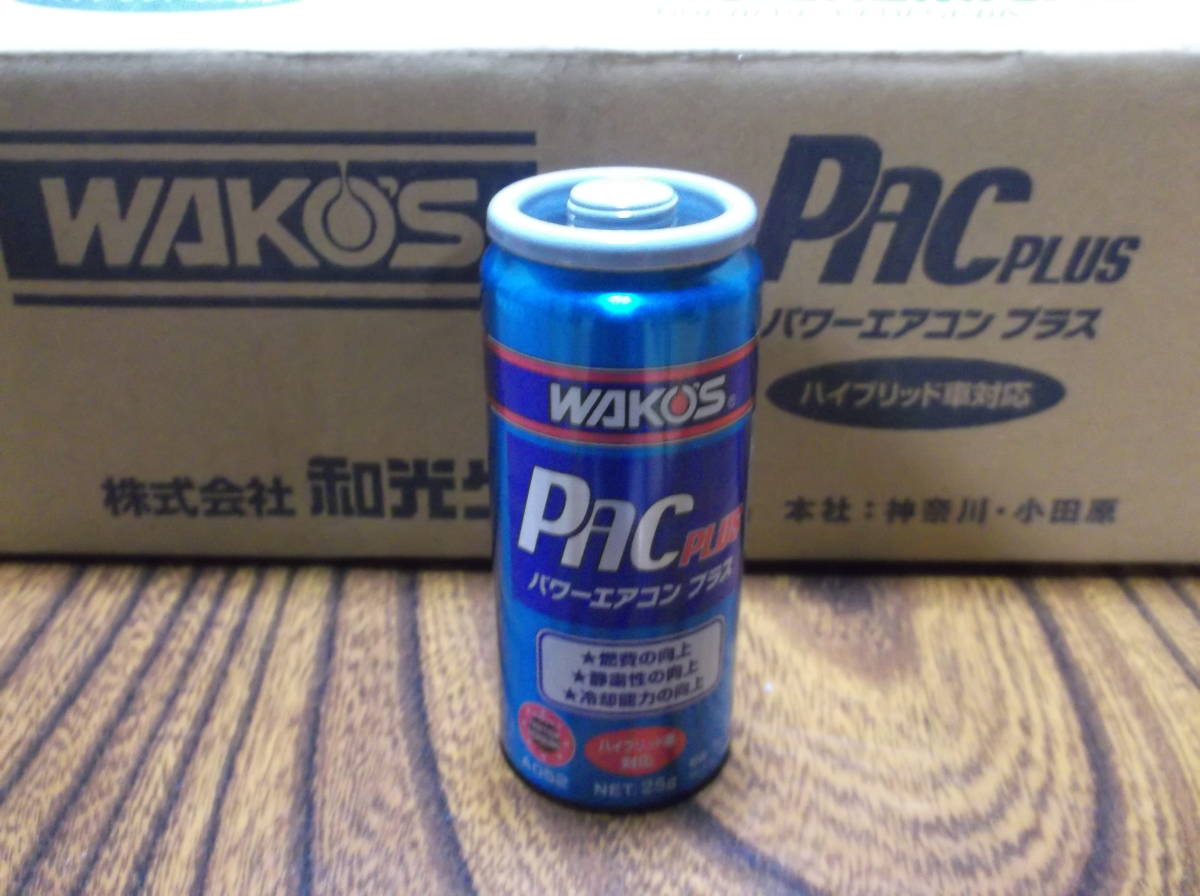 WAKO'S
PAC PLUS
パワーエアコン プラス
ハイブリッド車対応
株式会社 和光
本社:神奈川・小田原
WAKO'S®
PAC PLUS
パワーエアコン プラス
★燃費の向上
★静粛性の向上
★冷却能力の向上
ハイブリッド車
対応
A052
NET. 25g